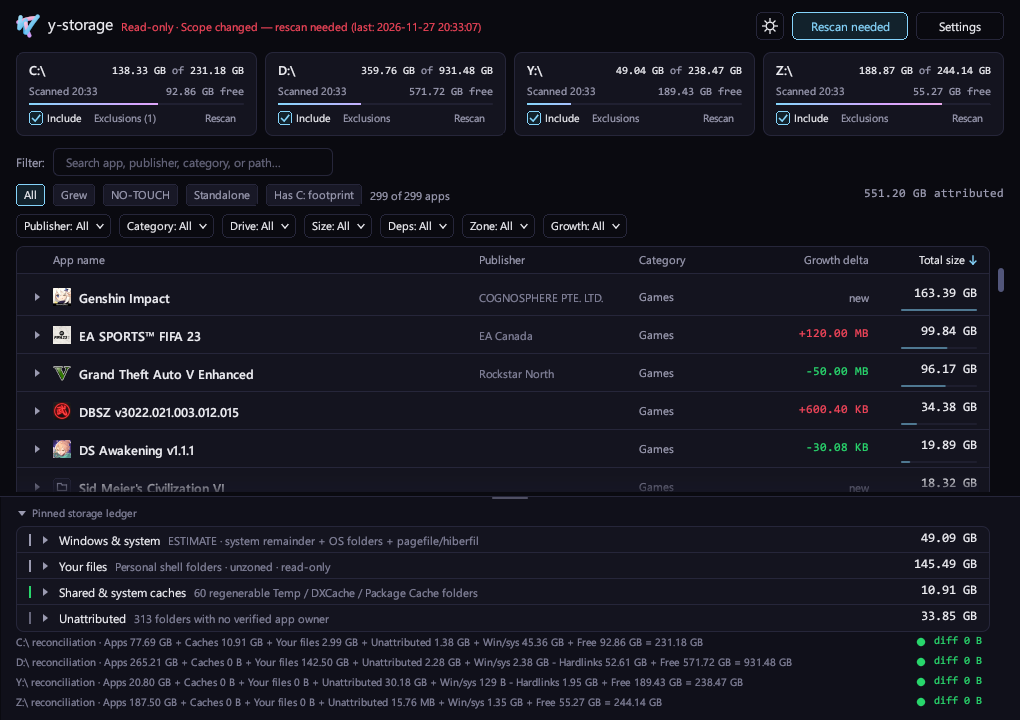 y-storage Read-only · Scope changed — rescan needed (last: 2026-11-27 20:33:07) Rescan needed Settings
C:\ 138.33 GB of 231.18 GB
Scanned 20:33 92.86 GB free
Include Exclusions (1) Rescan
D:\ 359.76 GB of 931.48 GB
Scanned 20:33 571.72 GB free
Include Exclusions Rescan
Y:\ 49.04 GB of 238.47 GB
Scanned 20:33 189.43 GB free
Include Exclusions Rescan
Z:\ 188.87 GB of 244.14 GB
Scanned 20:33 55.27 GB free
Include Exclusions Rescan
Filter: Search app, publisher, category, or path...
All Grew NO-TOUCH Standalone Has C: footprint 299 of 299 apps 551.20 GB attributed
Publisher: All Category: All Drive: All Size: All Deps: All Zone: All Growth: All
App name Publisher Category Growth delta Total size ↓
Genshin Impact COGNOSPHERE PTE. LTD. Games new 163.39 GB
EA SPORTS™ FIFA 23 EA Canada Games +120.00 MB 99.84 GB
Grand Theft Auto V Enhanced Rockstar North Games -50.00 MB 96.17 GB
DBSZ v3022.021.003.012.015 Games +600.40 KB 34.38 GB
DS Awakening v1.1.1 Games -30.08 KB 19.89 GB
Sid Meier's Civilization VI Games new 18.32 GB
Pinned storage ledger
Windows & system ESTIMATE · system remainder + OS folders + pagefile/hiberfil 49.09 GB
Your files Personal shell folders · unzoned · read-only 145.49 GB
Shared & system caches 60 regenerable Temp / DXCache / Package Cache folders 10.91 GB
Unattributed 313 folders with no verified app owner 33.85 GB
C:\ reconciliation · Apps 77.69 GB + Caches 10.91 GB + Your files 2.99 GB + Unattributed 1.38 GB + Win/sys 45.36 GB + Free 92.86 GB = 231.18 GB diff 0 B
D:\ reconciliation · Apps 265.21 GB + Caches 0 B + Your files 142.50 GB + Unattributed 2.28 GB + Win/sys 2.38 GB - Hardlinks 52.61 GB + Free 571.72 GB = 931.48 GB diff 0 B
Y:\ reconciliation · Apps 20.80 GB + Caches 0 B + Your files 0 B + Unattributed 30.18 GB + Win/sys 129 B - Hardlinks 1.95 GB + Free 189.43 GB = 238.47 GB diff 0 B
Z:\ reconciliation · Apps 187.50 GB + Caches 0 B + Your files 0 B + Unattributed 15.76 MB + Win/sys 1.35 GB + Free 55.27 GB = 244.14 GB diff 0 B